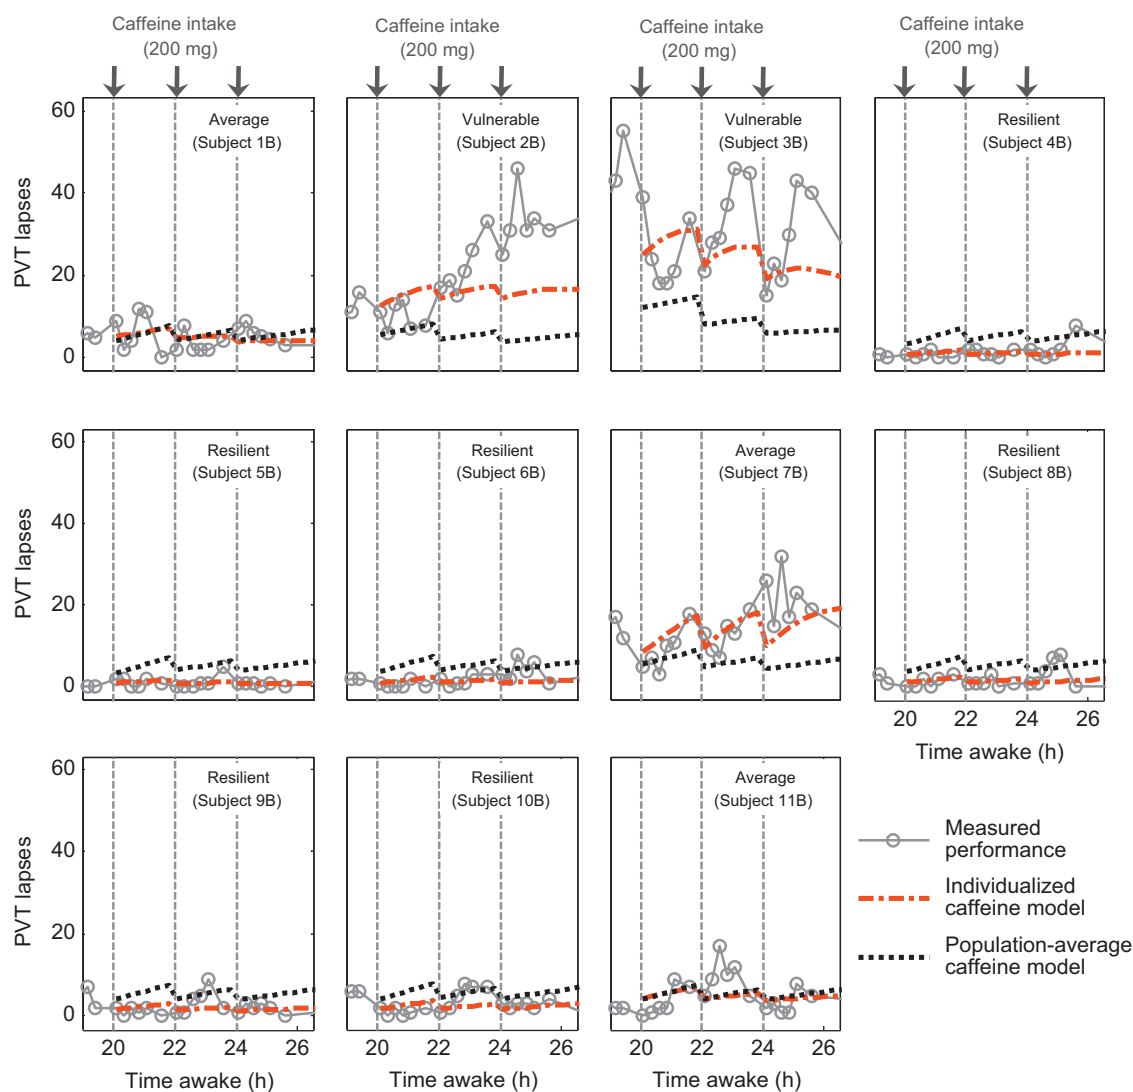 Caffeine intake
(200 mg)
Caffeine intake
(200 mg)
Caffeine intake
(200 mg)
Caffeine intake
(200 mg)
PVT lapses
60
40
20
0
Average
(Subject 1B)
Vulnerable
(Subject 2B)
Vulnerable
(Subject 3B)
Resilient
(Subject 4B)
PVT lapses
60
40
20
0
Resilient
(Subject 5B)
Resilient
(Subject 6B)
Average
(Subject 7B)
Resilient
(Subject 8B)
20 22 24 26
Time awake (h)
PVT lapses
60
40
20
0
Resilient
(Subject 9B)
Resilient
(Subject 10B)
Average
(Subject 11B)
20 22 24 26
Time awake (h)
20 22 24 26
Time awake (h)
20 22 24 26
Time awake (h)
Measured
performance
Individualized
caffeine model
Population-average
caffeine model